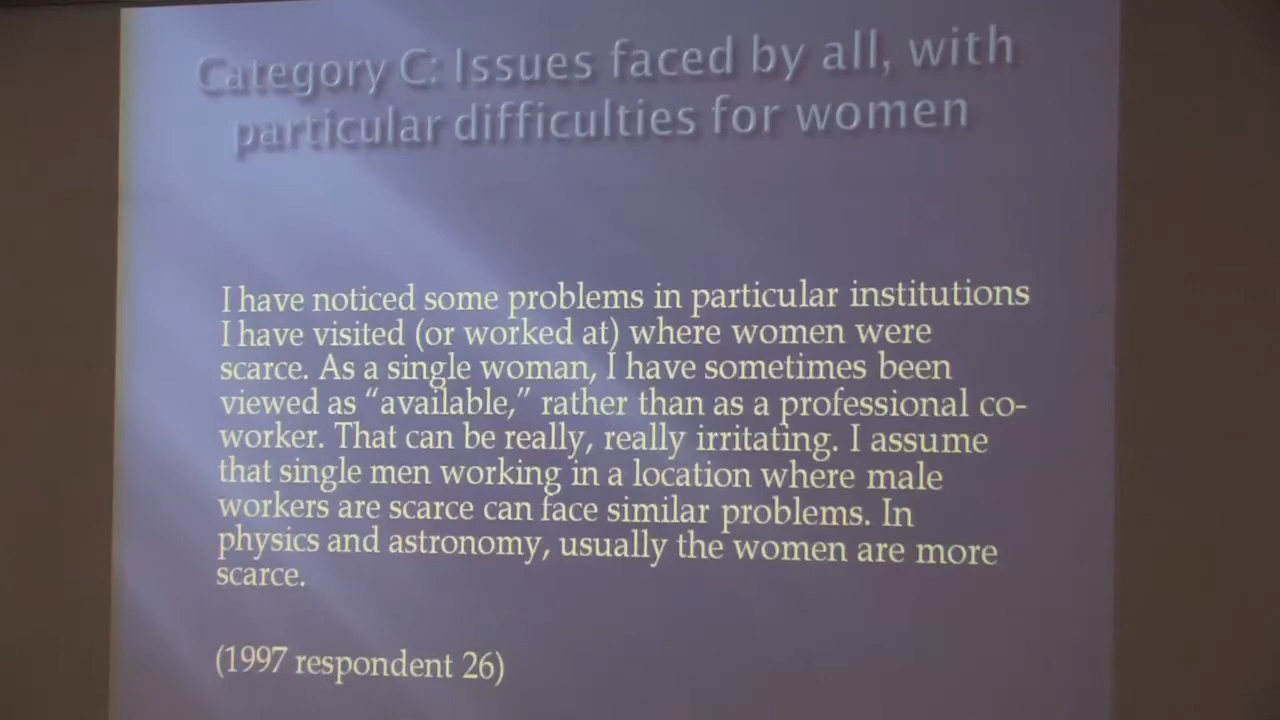 Category C: Issues faced by all, with
particular difficulties for women
I have noticed some problems in particular institutions
I have visited (or worked at) where women were
scarce. As a single woman, I have sometimes been
viewed as “available,” rather than as a professional co-
worker. That can be really, really irritating. I assume
that single men working in a location where male
workers are scarce can face similar problems. In
physics and astronomy, usually the women are more
scarce.
(1997 respondent 26)